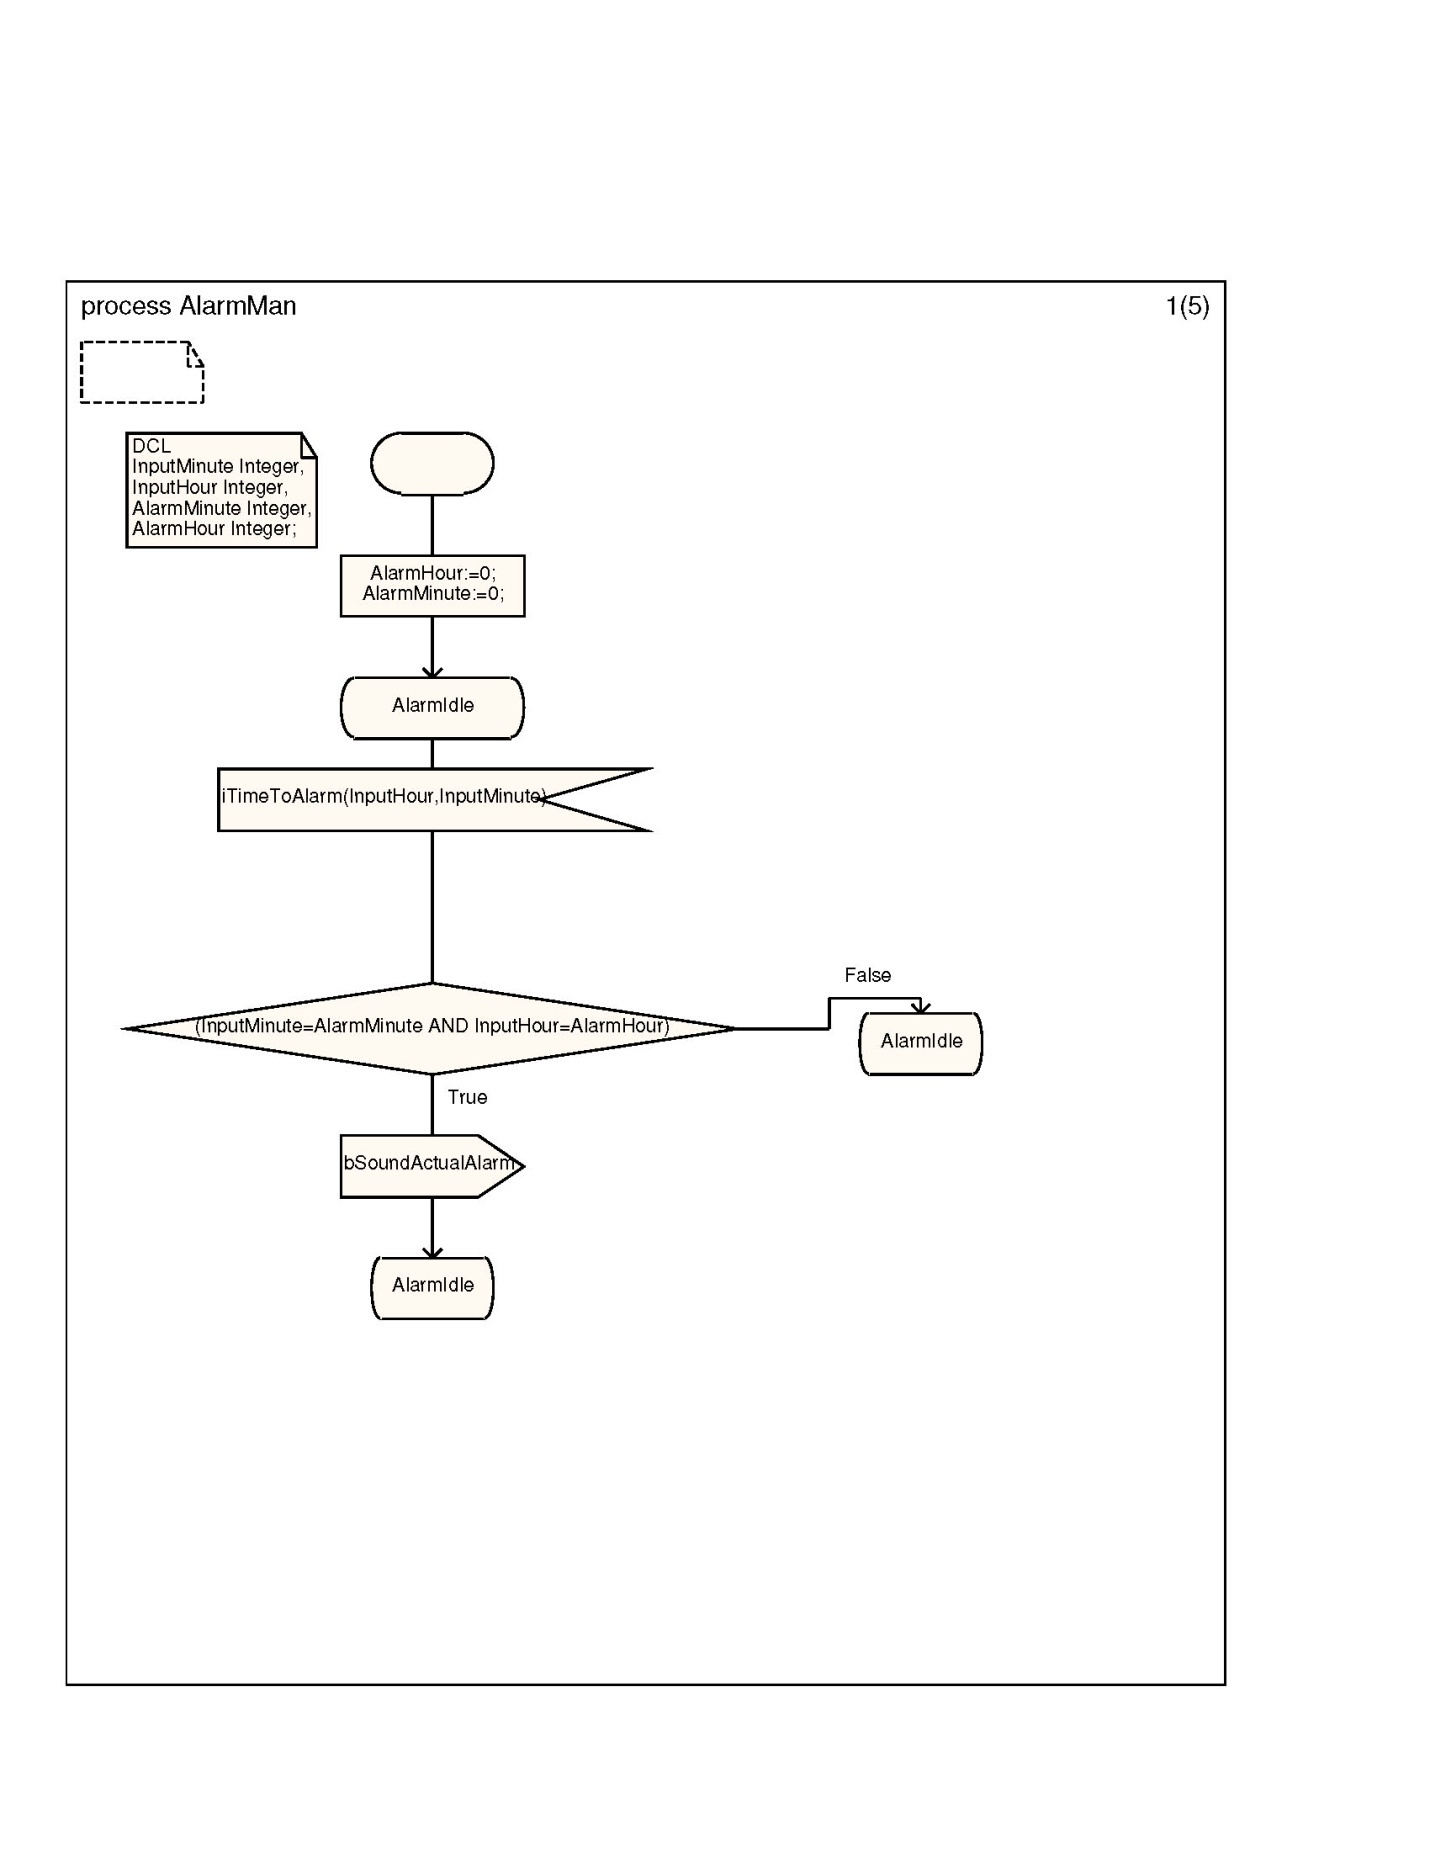 process AlarmMan
1(5)
DCL
InputMinute Integer,
InputHour Integer,
AlarmMinute Integer,
AlarmHour Integer;
AlarmHour:=0;
AlarmMinute:=0;
AlarmIdle
iTimeToAlarm(InputHour,InputMinute)
(InputMinute=AlarmMinute AND InputHour=AlarmHour)
False
AlarmIdle
True
bSoundActualAlarm
AlarmIdle